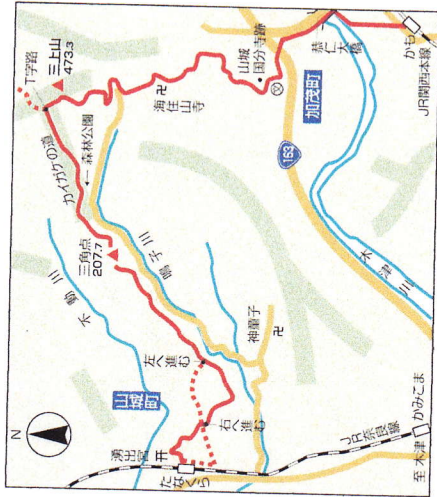 N
T字路
三上山
473.3
カイガケの道
森林公園
三角点
207.7
不動川
鳴子川
山城町
左へ進む
右へ進む
湧出宮
たなくら
神童子
JR奈良線
かみこま
至木津
海住山寺
山城
国分寺跡
加茂町
恭仁大橋
かも
JR関西本線
163
木津川